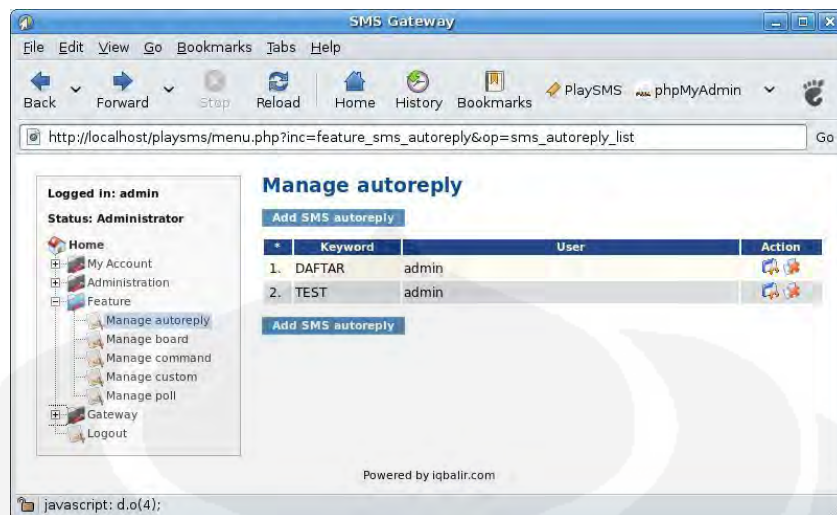 SMS Gateway
File Edit View Go Bookmarks Tabs Help
Back Forward Stop Reload Home History Bookmarks PlaySMS phpMyAdmin
http://localhost/playsms/menu.php?inc=feature_sms_autoreply&op=sms_autoreply_list Go
Logged in: admin
Status: Administrator
Home
My Account
Administration
Feature
Manage autoreply
Manage board
Manage command
Manage custom
Manage poll
Gateway
Logout
Manage autoreply
Add SMS autoreply
* Keyword User Action
1. DAFTAR admin
2. TEST admin
Add SMS autoreply
Powered by iqbalir.com
javascript: d.o(4);